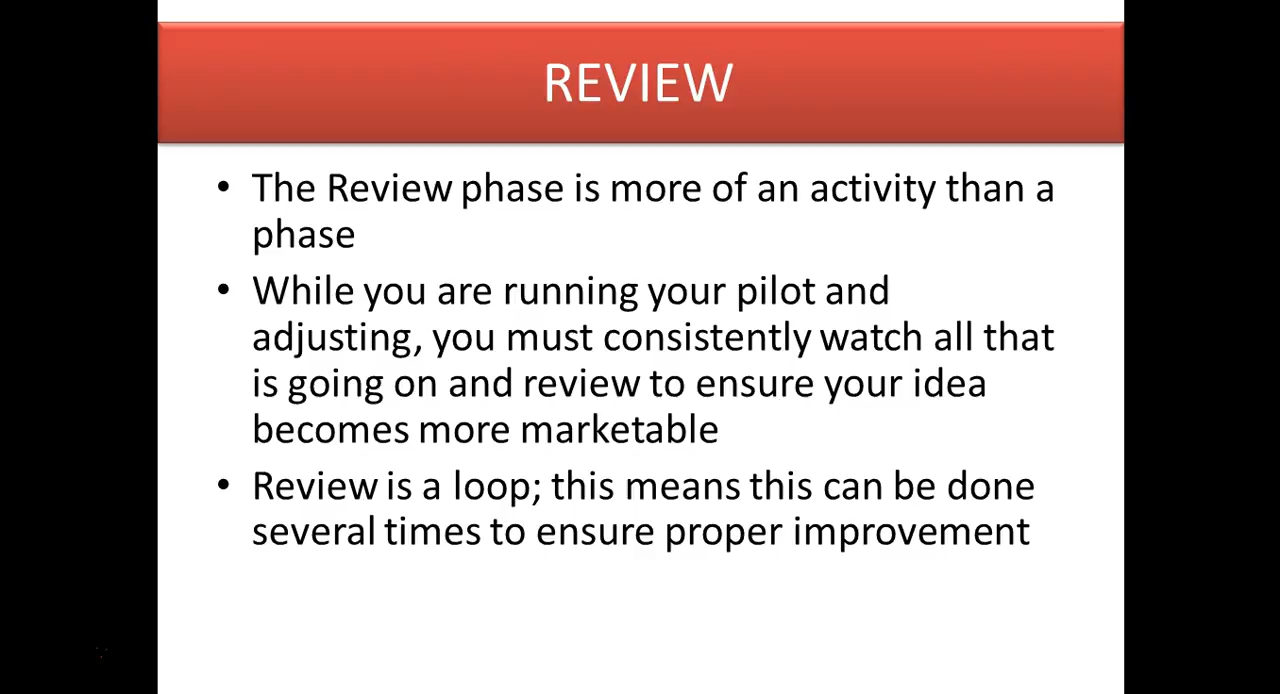 REVIEW
• The Review phase is more of an activity than a
phase
• While you are running your pilot and
adjusting, you must consistently watch all that
is going on and review to ensure your idea
becomes more marketable
• Review is a loop; this means this can be done
several times to ensure proper improvement